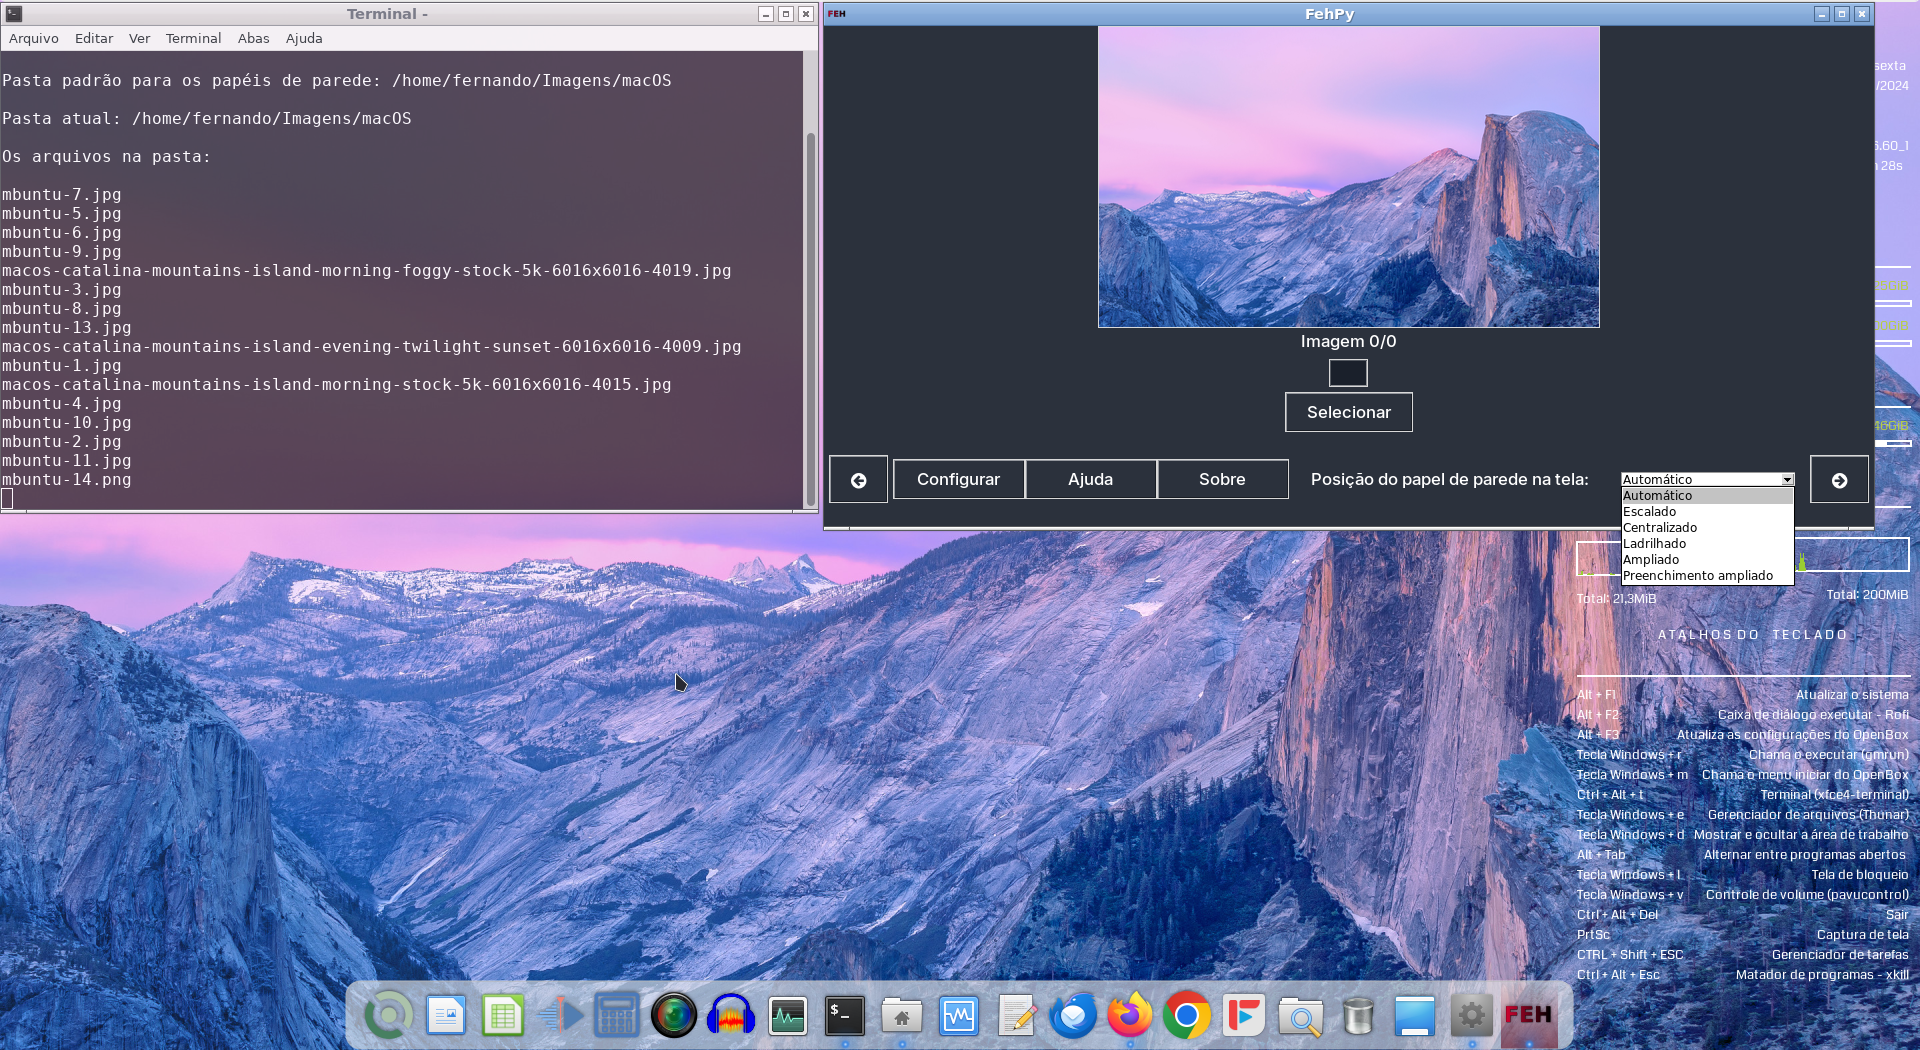 Terminal -
Arquivo Editar Ver Terminal Abas Ajuda
Pasta padrão para os papéis de parede: /home/fernando/Imagens/macOS
Pasta atual: /home/fernando/Imagens/macOS
Os arquivos na pasta:
mbuntu-7.jpg
mbuntu-5.jpg
mbuntu-6.jpg
mbuntu-9.jpg
macos-catalina-mountains-island-morning-foggy-stock-5k-6016x6016-4019.jpg
mbuntu-3.jpg
mbuntu-8.jpg
mbuntu-13.jpg
macos-catalina-mountains-island-evening-twilight-sunset-6016x6016-4009.jpg
mbuntu-1.jpg
macos-catalina-mountains-island-morning-stock-5k-6016x6016-4015.jpg
mbuntu-4.jpg
mbuntu-10.jpg
mbuntu-2.jpg
mbuntu-11.jpg
mbuntu-14.png
FEH FehPy
Imagem 0/0
Selecionar
Configurar Ajuda Sobre Posição do papel de parede na tela: Automático
Automático
Escalado
Centralizado
Ladrilhado
Ampliado
Preenchimento ampliado
sexta
/2024
5.60_1
28s
46GiB
Total: 21,3MiB Total: 200MiB
ATALHOS DO TECLADO
Alt + F1 Atualizar o sistema
Alt + F2 Caixa de diálogo executar - Rofi
Alt + F3 Atualiza as configurações do OpenBox
Tecla Windows + r Chama o executar (gmrun)
Tecla Windows + m Chama o menu iniciar do OpenBox
Ctrl + Alt + t Terminal (xfce4-terminal)
Tecla Windows + e Gerenciador de arquivos (Thunar)
Tecla Windows + d Mostrar e ocultar a área de trabalho
Alt + Tab Alternar entre programas abertos
Tecla Windows + l Tela de bloqueio
Tecla Windows + v Controle de volume (pavucontrol)
Ctrl + Alt + Del Sair
PrtSc Captura de tela
CTRL + Shift + ESC Gerenciador de tarefas
Ctrl + Alt + Esc Matador de programas - xkill
$_
FEH